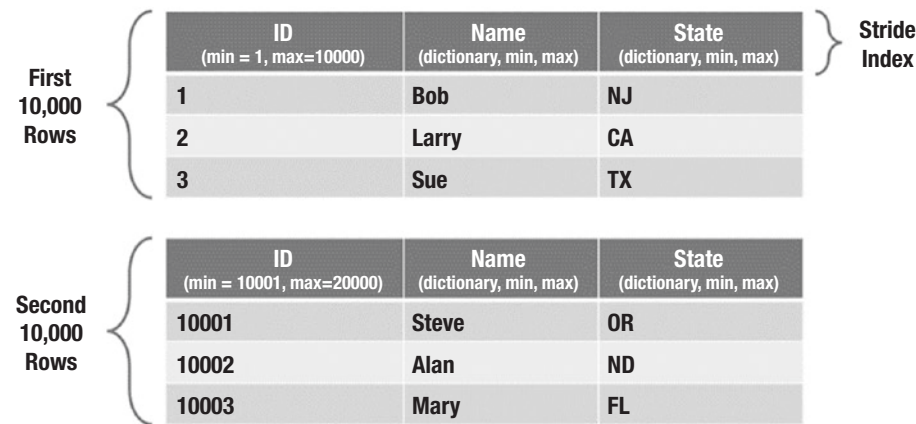 ID Name State
(min = 1, max=10000) (dictionary, min, max) (dictionary, min, max)
Stride
Index
First
10,000
Rows
1 Bob NJ
2 Larry CA
3 Sue TX
ID Name State
(min = 10001, max=20000) (dictionary, min, max) (dictionary, min, max)
Second
10,000
Rows
10001 Steve OR
10002 Alan ND
10003 Mary FL